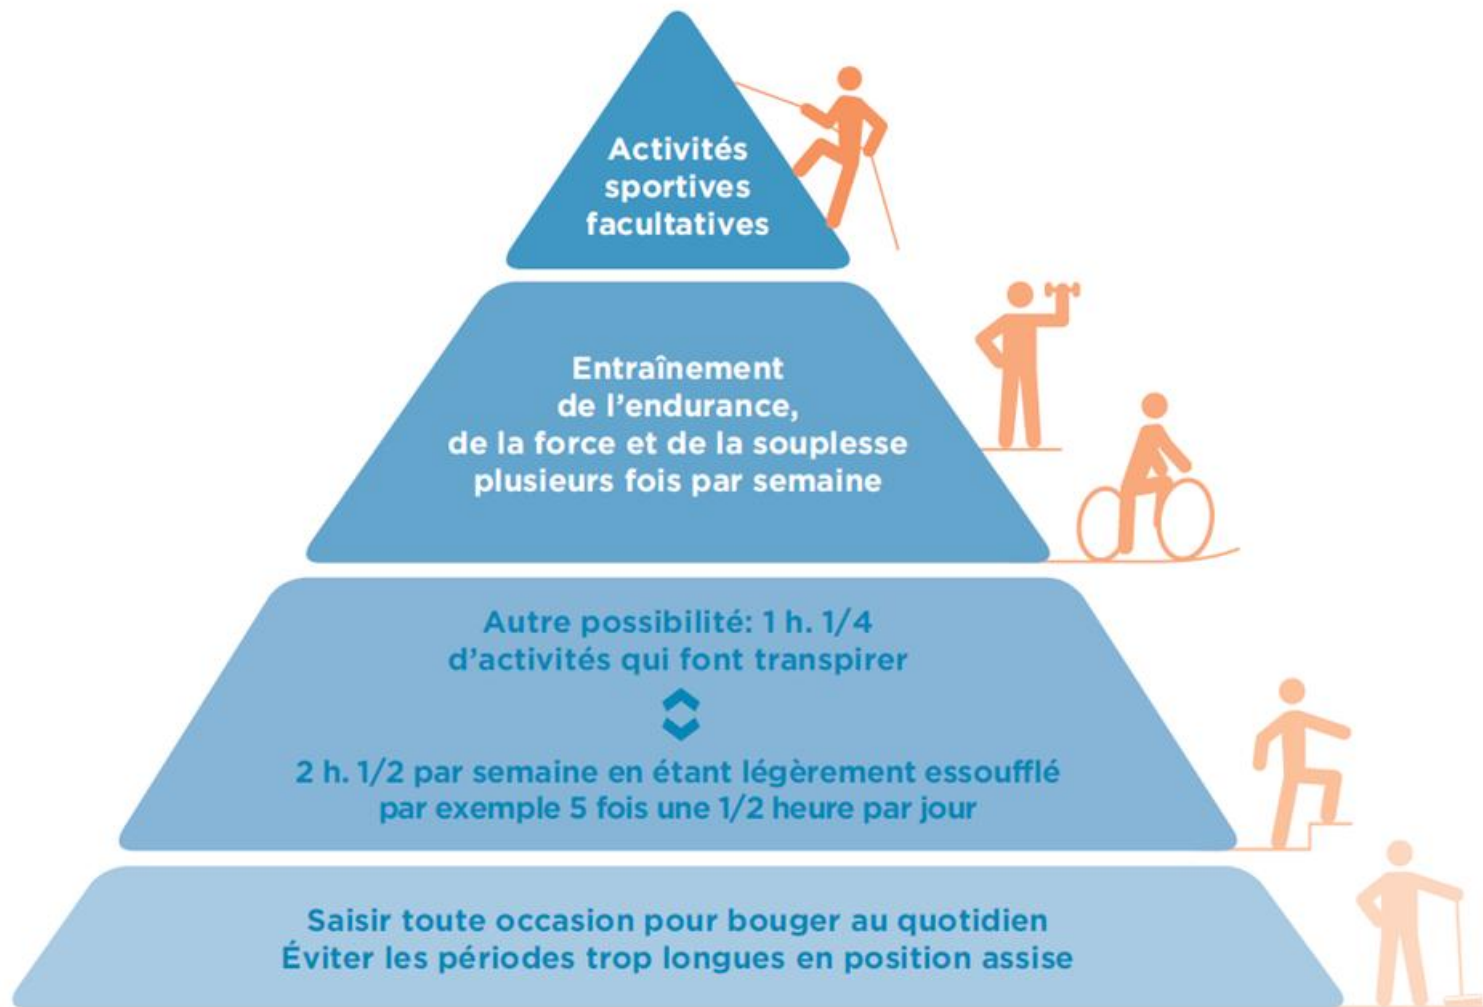 Activités
sportives
facultatives
Entraînement
de l’endurance,
de la force et de la souplesse
plusieurs fois par semaine
Autre possibilité: 1 h. 1/4
d’activités qui font transpirer
2 h. 1/2 par semaine en étant légèrement essoufflé
par exemple 5 fois une 1/2 heure par jour
Saisir toute occasion pour bouger au quotidien
Éviter les périodes trop longues en position assise